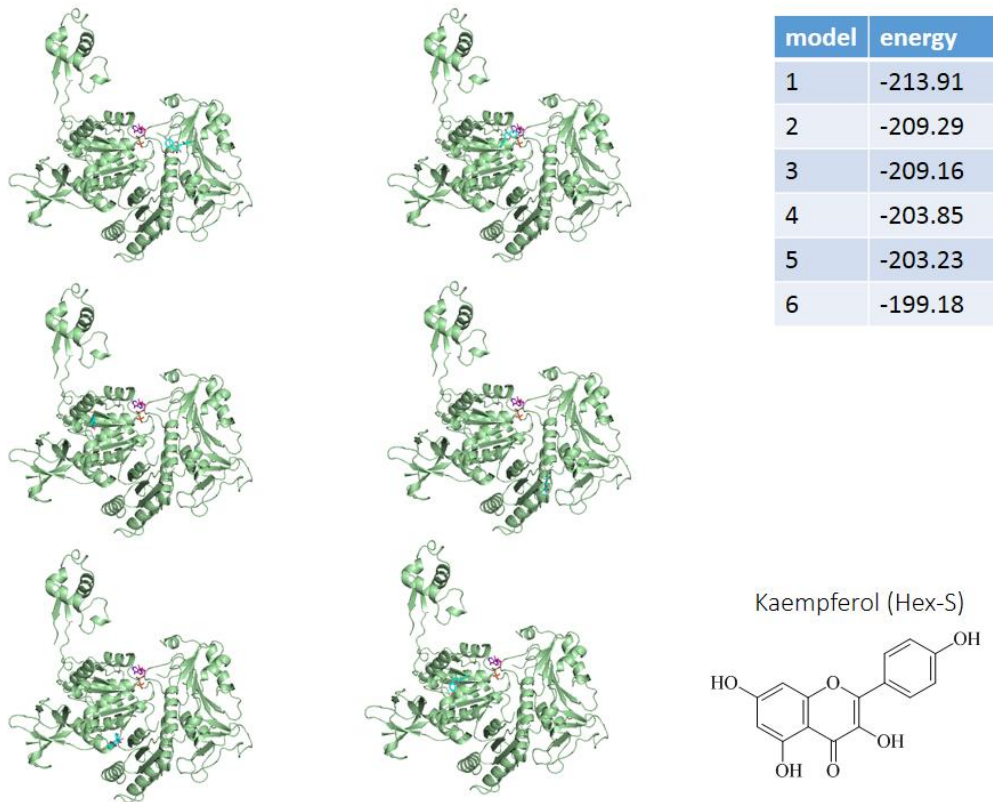 model energy
1 -213.91
2 -209.29
3 -209.16
4 -203.85
5 -203.23
6 -199.18
Kaempferol (Hex-S)
OH
HO
O
OH
OH O